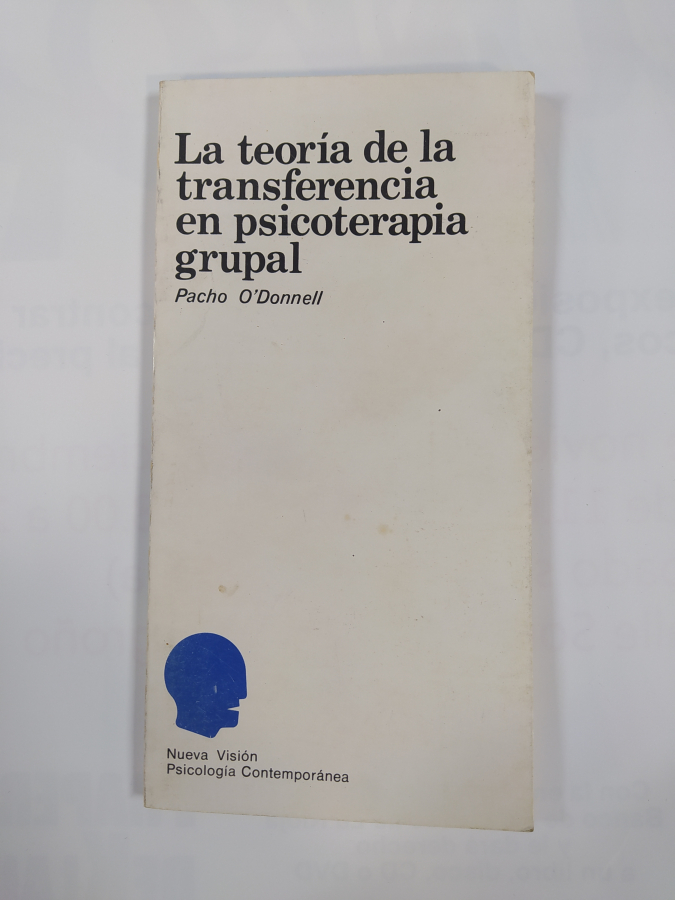 La teoría de la
transferencia
en psicoterapia
grupal
Pacho O'Donnell
Nueva Visión
Psicología Contemporánea